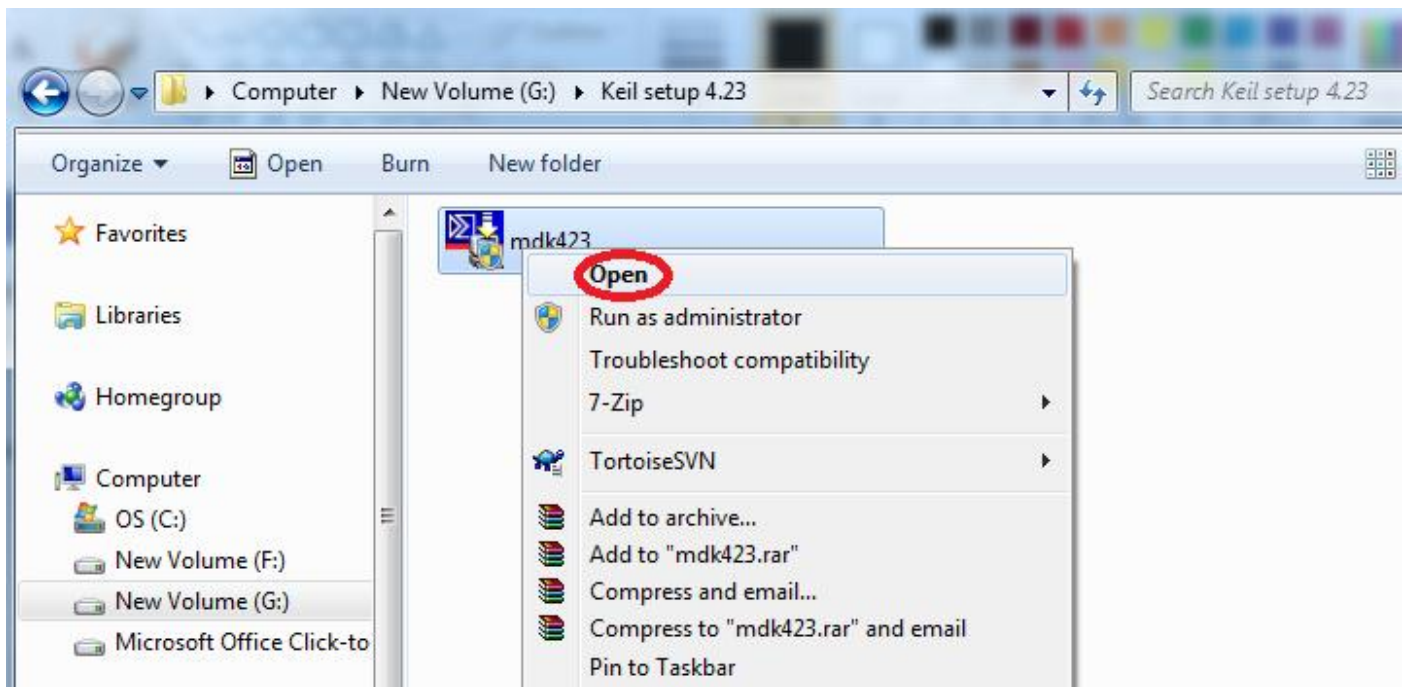 Computer New Volume (G:) Keil setup 4.23 Search Keil setup 4.23
Organize Open Burn New folder
Favorites
Libraries
Homegroup
Computer
OS (C:)
New Volume (F:)
New Volume (G:)
Microsoft Office Click-to
mdk423
Open
Run as administrator
Troubleshoot compatibility
7-Zip
TortoiseSVN
Add to archive...
Add to "mdk423.rar"
Compress and email...
Compress to "mdk423.rar" and email
Pin to Taskbar